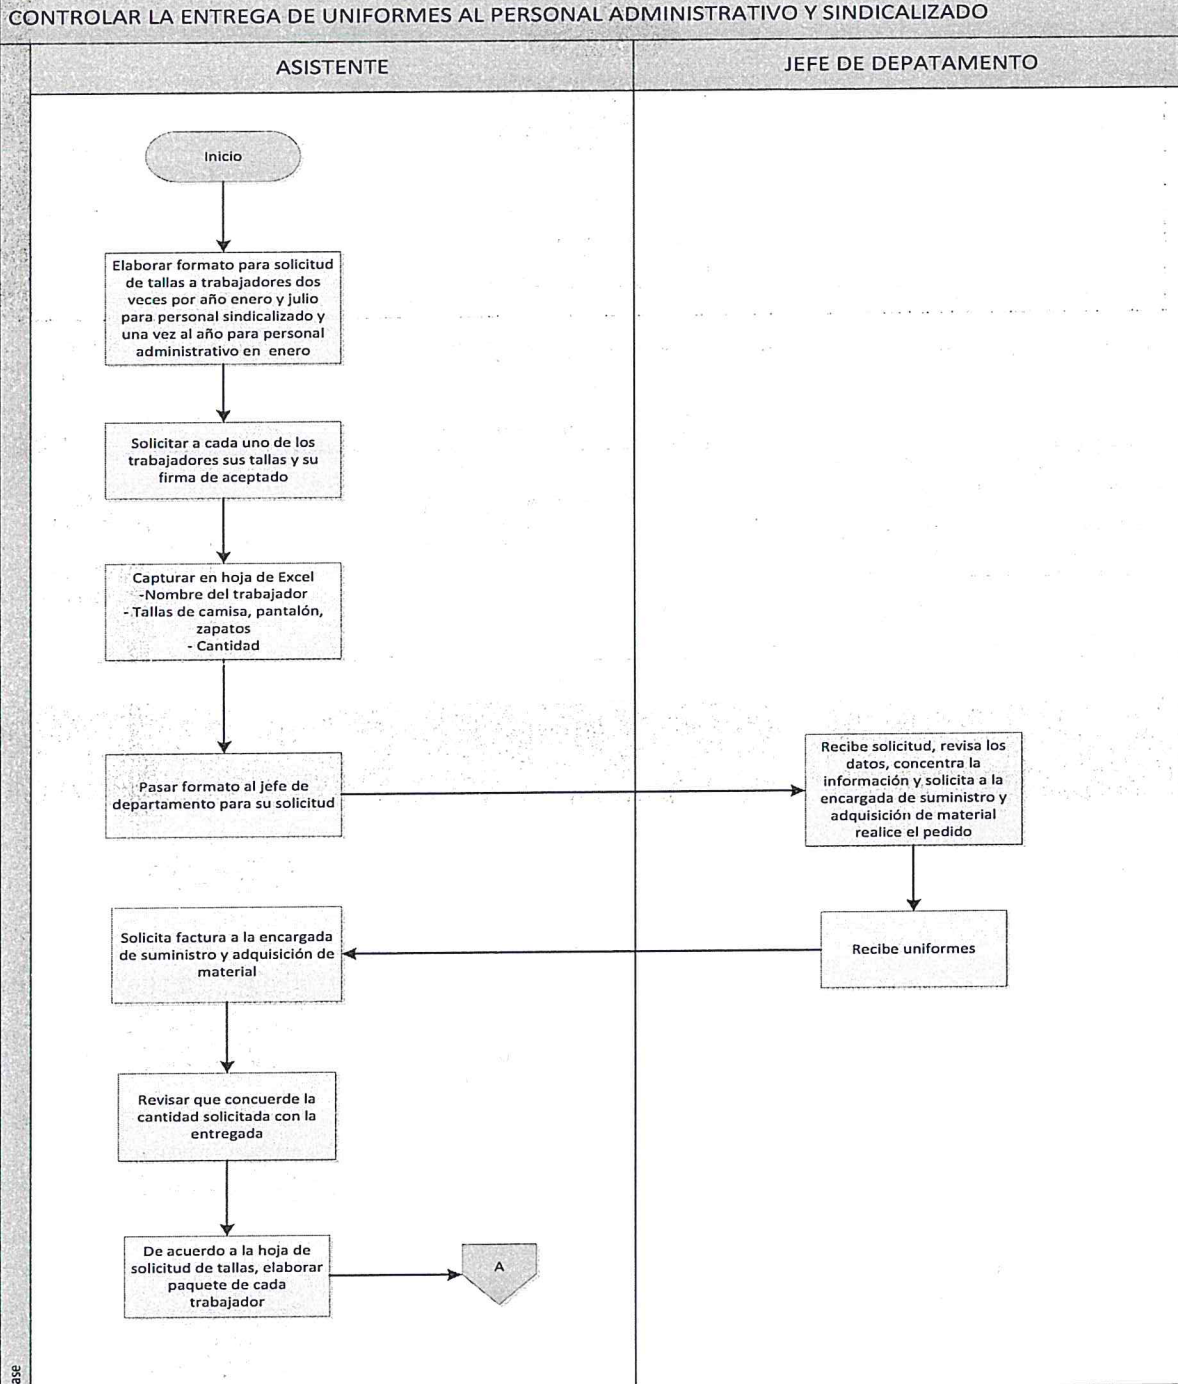 CONTROLAR LA ENTREGA DE UNIFORMES AL PERSONAL ADMINISTRATIVO Y SINDICALIZADO
ASISTENTE
JEFE DE DEPATAMENTO
Inicio
Elaborar formato para solicitud
de tallas a trabajadores dos
veces por año enero y julio
para personal sindicalizado y
una vez al año para personal
administrativo en enero
Solicitar a cada uno de los
trabajadores sus tallas y su
firma de aceptado
Capturar en hoja de Excel
-Nombre del trabajador
- Tallas de camisa, pantalón,
zapatos
- Cantidad
Pasar formato al jefe de
departamento para su solicitud
Recibe solicitud, revisa los
datos, concentra la
información y solicita a la
encargada de suministro y
adquisición de material
realice el pedido
Recibe uniformes
Solicita factura a la encargada
de suministro y adquisición de
material
Revisar que concuerde la
cantidad solicitada con la
entregada
De acuerdo a la hoja de
solicitud de tallas, elaborar
paquete de cada
trabajador
A